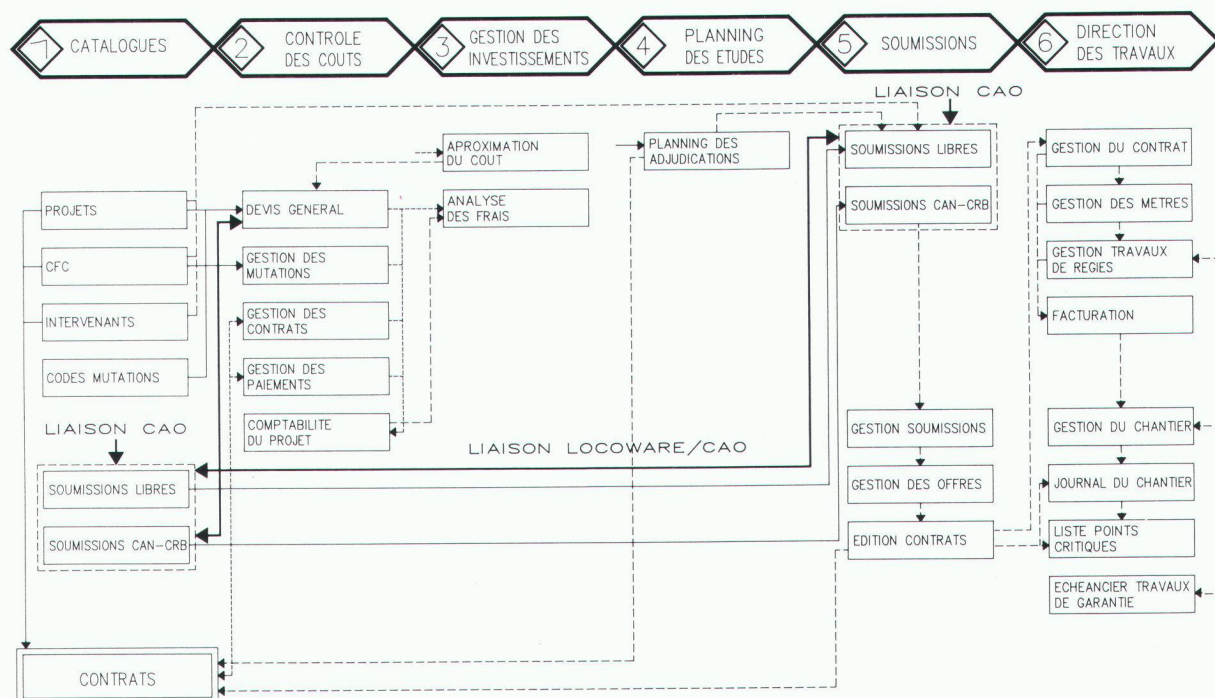 1 CATALOGUES
2 CONTROLE
DES COUTS
3 GESTION DES
INVESTISSEMENTS
4 PLANNING
DES ETUDES
5 SOUMISSIONS
6 DIRECTION
DES TRAVAUX
PROJETS
CFC
INTERVENANTS
CODES MUTATIONS
LIAISON CAO
SOUMISSIONS LIBRES
SOUMISSIONS CAN-CRB
CONTRATS
DEVIS GENERAL
GESTION DES
MUTATIONS
GESTION DES
CONTRATS
GESTION DES
PAIEMENTS
COMPTABILITE
DU PROJET
APROXIMATION
DU COUT
ANALYSE
DES FRAIS
LIAISON LOCOWARE/CAO
PLANNING DES
ADJUDICATIONS
LIAISON CAO
SOUMISSIONS LIBRES
SOUMISSIONS CAN-CRB
GESTION SOUMISSIONS
GESTION DES OFFRES
EDITION CONTRATS
GESTION DU CONTRAT
GESTION DES METRES
GESTION TRAVAUX
DE REGIES
FACTURATION
GESTION DU CHANTIER
JOURNAL DU CHANTIER
LISTE POINTS
CRITIQUES
ECHEANCIER TRAVAUX
DE GARANTIE